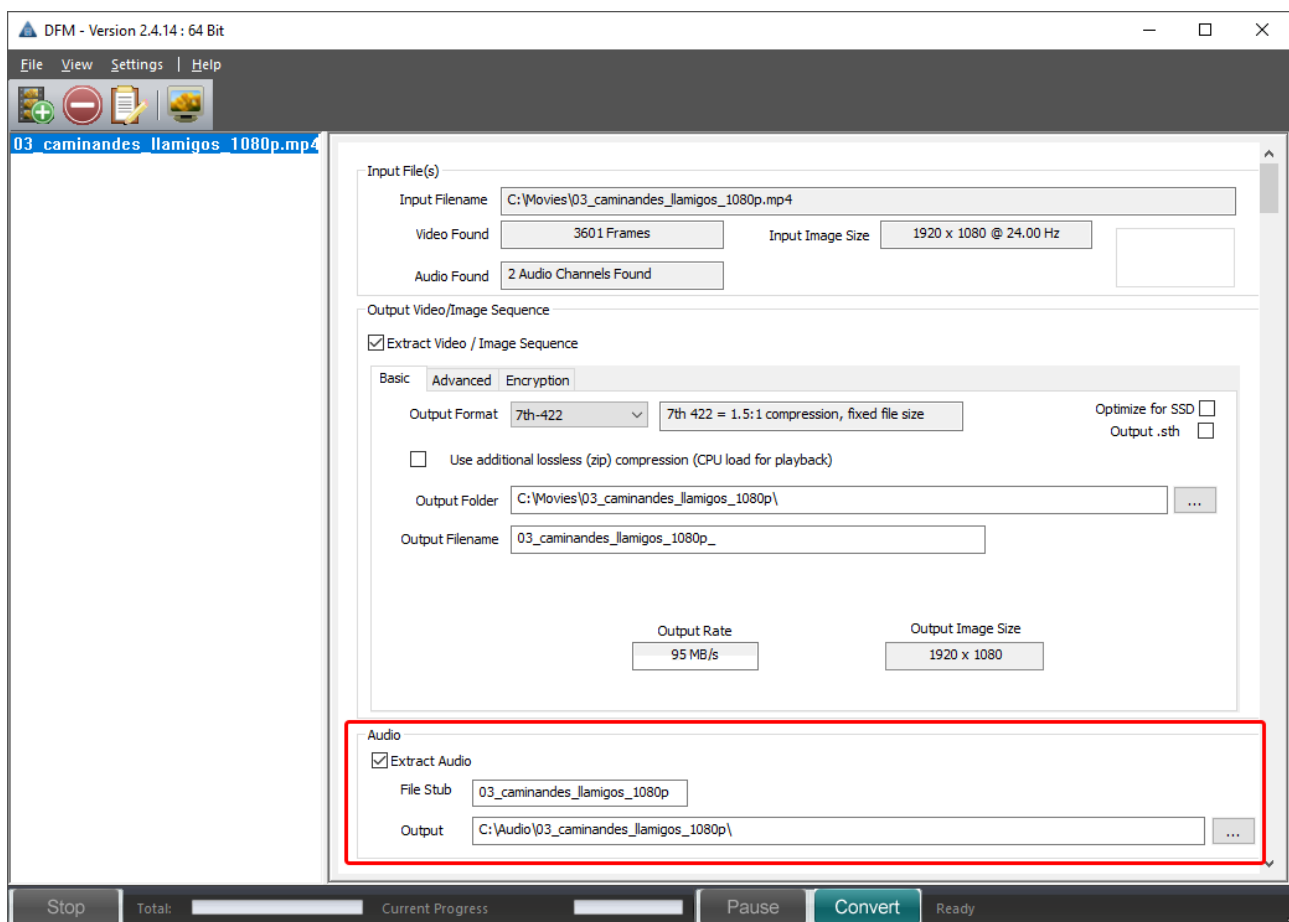 DFM - Version 2.4.14 : 64 Bit
File View Settings | Help
03_caminandes_llamigos_1080p.mp4
Input File(s)
Input Filename C:\Movies\03_caminandes_llamigos_1080p.mp4
Video Found 3601 Frames Input Image Size 1920 x 1080 @ 24.00 Hz
Audio Found 2 Audio Channels Found
Output Video/Image Sequence
Extract Video / Image Sequence
Basic Advanced Encryption
Output Format 7th-422 7th 422 = 1.5:1 compression, fixed file size Optimize for SSD
Output .sth
Use additional lossless (zip) compression (CPU load for playback)
Output Folder C:\Movies\03_caminandes_llamigos_1080p\ ...
Output Filename 03_caminandes_llamigos_1080p_
Output Rate Output Image Size
95 MB/s 1920 x 1080
Audio
Extract Audio
File Stub 03_caminandes_llamigos_1080p
Output C:\Audio\03_caminandes_llamigos_1080p\ ...
Stop Total: Current Progress Pause Convert Ready